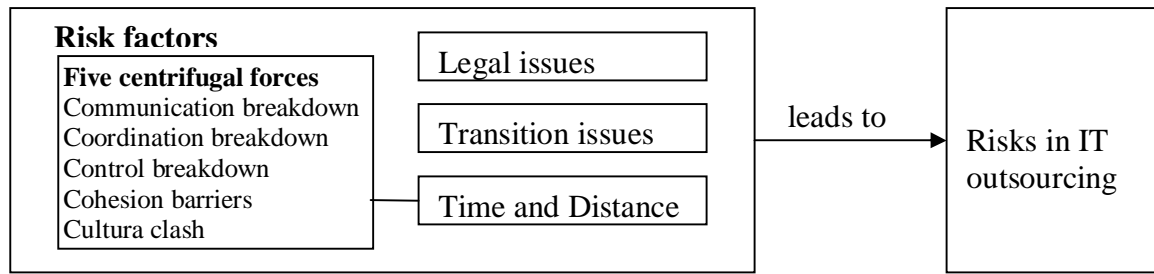 Risk factors
Five centrifugal forces
Communication breakdown
Coordination breakdown
Control breakdown
Cohesion barriers
Cultura clash
Legal issues
Transition issues
Time and Distance
leads to
Risks in IT
outsourcing